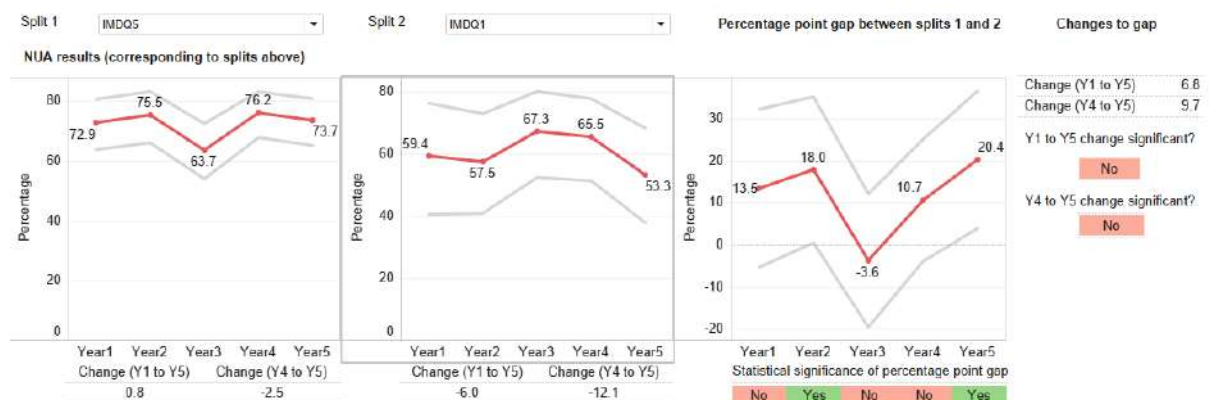 Split 1 IMDQ5 Split 2 IMDQ1 Percentage point gap between splits 1 and 2 Changes to gap
NUA results (corresponding to splits above)
Percentage
80
60
40
20
0
72.9 75.5 63.7 76.2 73.7
Year1 Year2 Year3 Year4 Year5
Change (Y1 to Y5) Change (Y4 to Y5)
0.8 -2.5
Percentage
80
60
40
20
0
59.4 57.5 67.3 65.5 53.3
Year1 Year2 Year3 Year4 Year5
Change (Y1 to Y5) Change (Y4 to Y5)
-6.0 -12.1
Percentage
30
20
10
0
-10
-20
13.5 18.0 -3.6 10.7 20.4
Year1 Year2 Year3 Year4 Year5
Statistical significance of percentage point gap
No Yes No No Yes
Change (Y1 to Y5) 6.8
Change (Y4 to Y5) 9.7
Y1 to Y5 change significant?
No
Y4 to Y5 change significant?
No